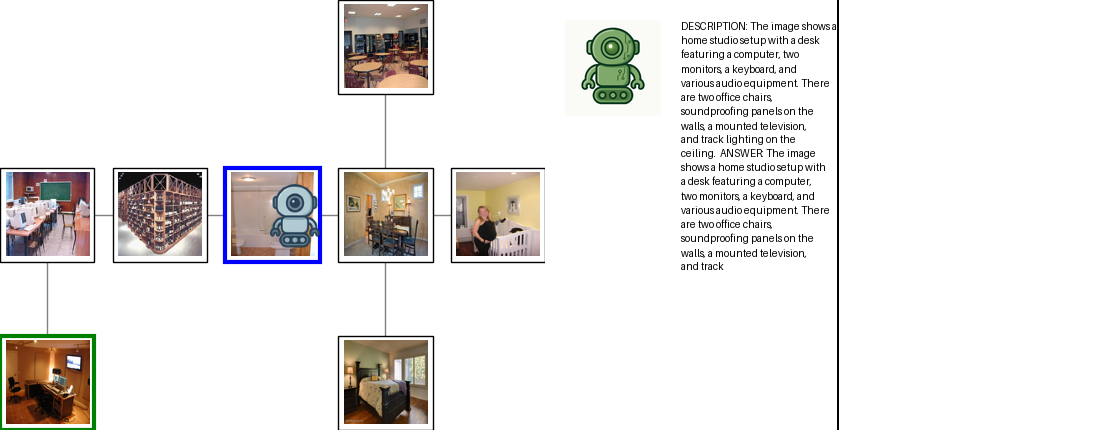 DESCRIPTION: The image shows a
home studio setup with a desk
featuring a computer, two
monitors, a keyboard, and
various audio equipment. There
are two office chairs,
soundproofing panels on the
walls, a mounted television,
and track lighting on the
ceiling. ANSWER: The image
shows a home studio setup with
a desk featuring a computer,
two monitors, a keyboard, and
various audio equipment. There
are two office chairs,
soundproofing panels on the
walls, a mounted television,
and track